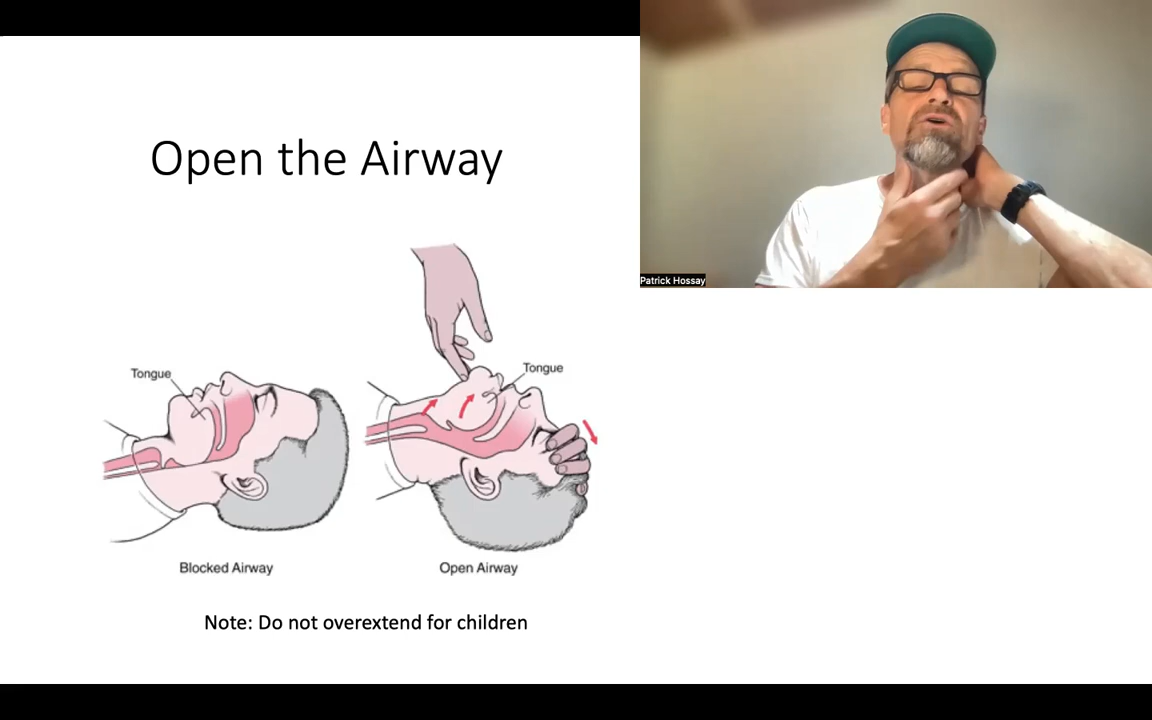 Open the Airway
Patrick Hossay
Tongue
Tongue
Blocked Airway
Open Airway
Note: Do not overextend for children